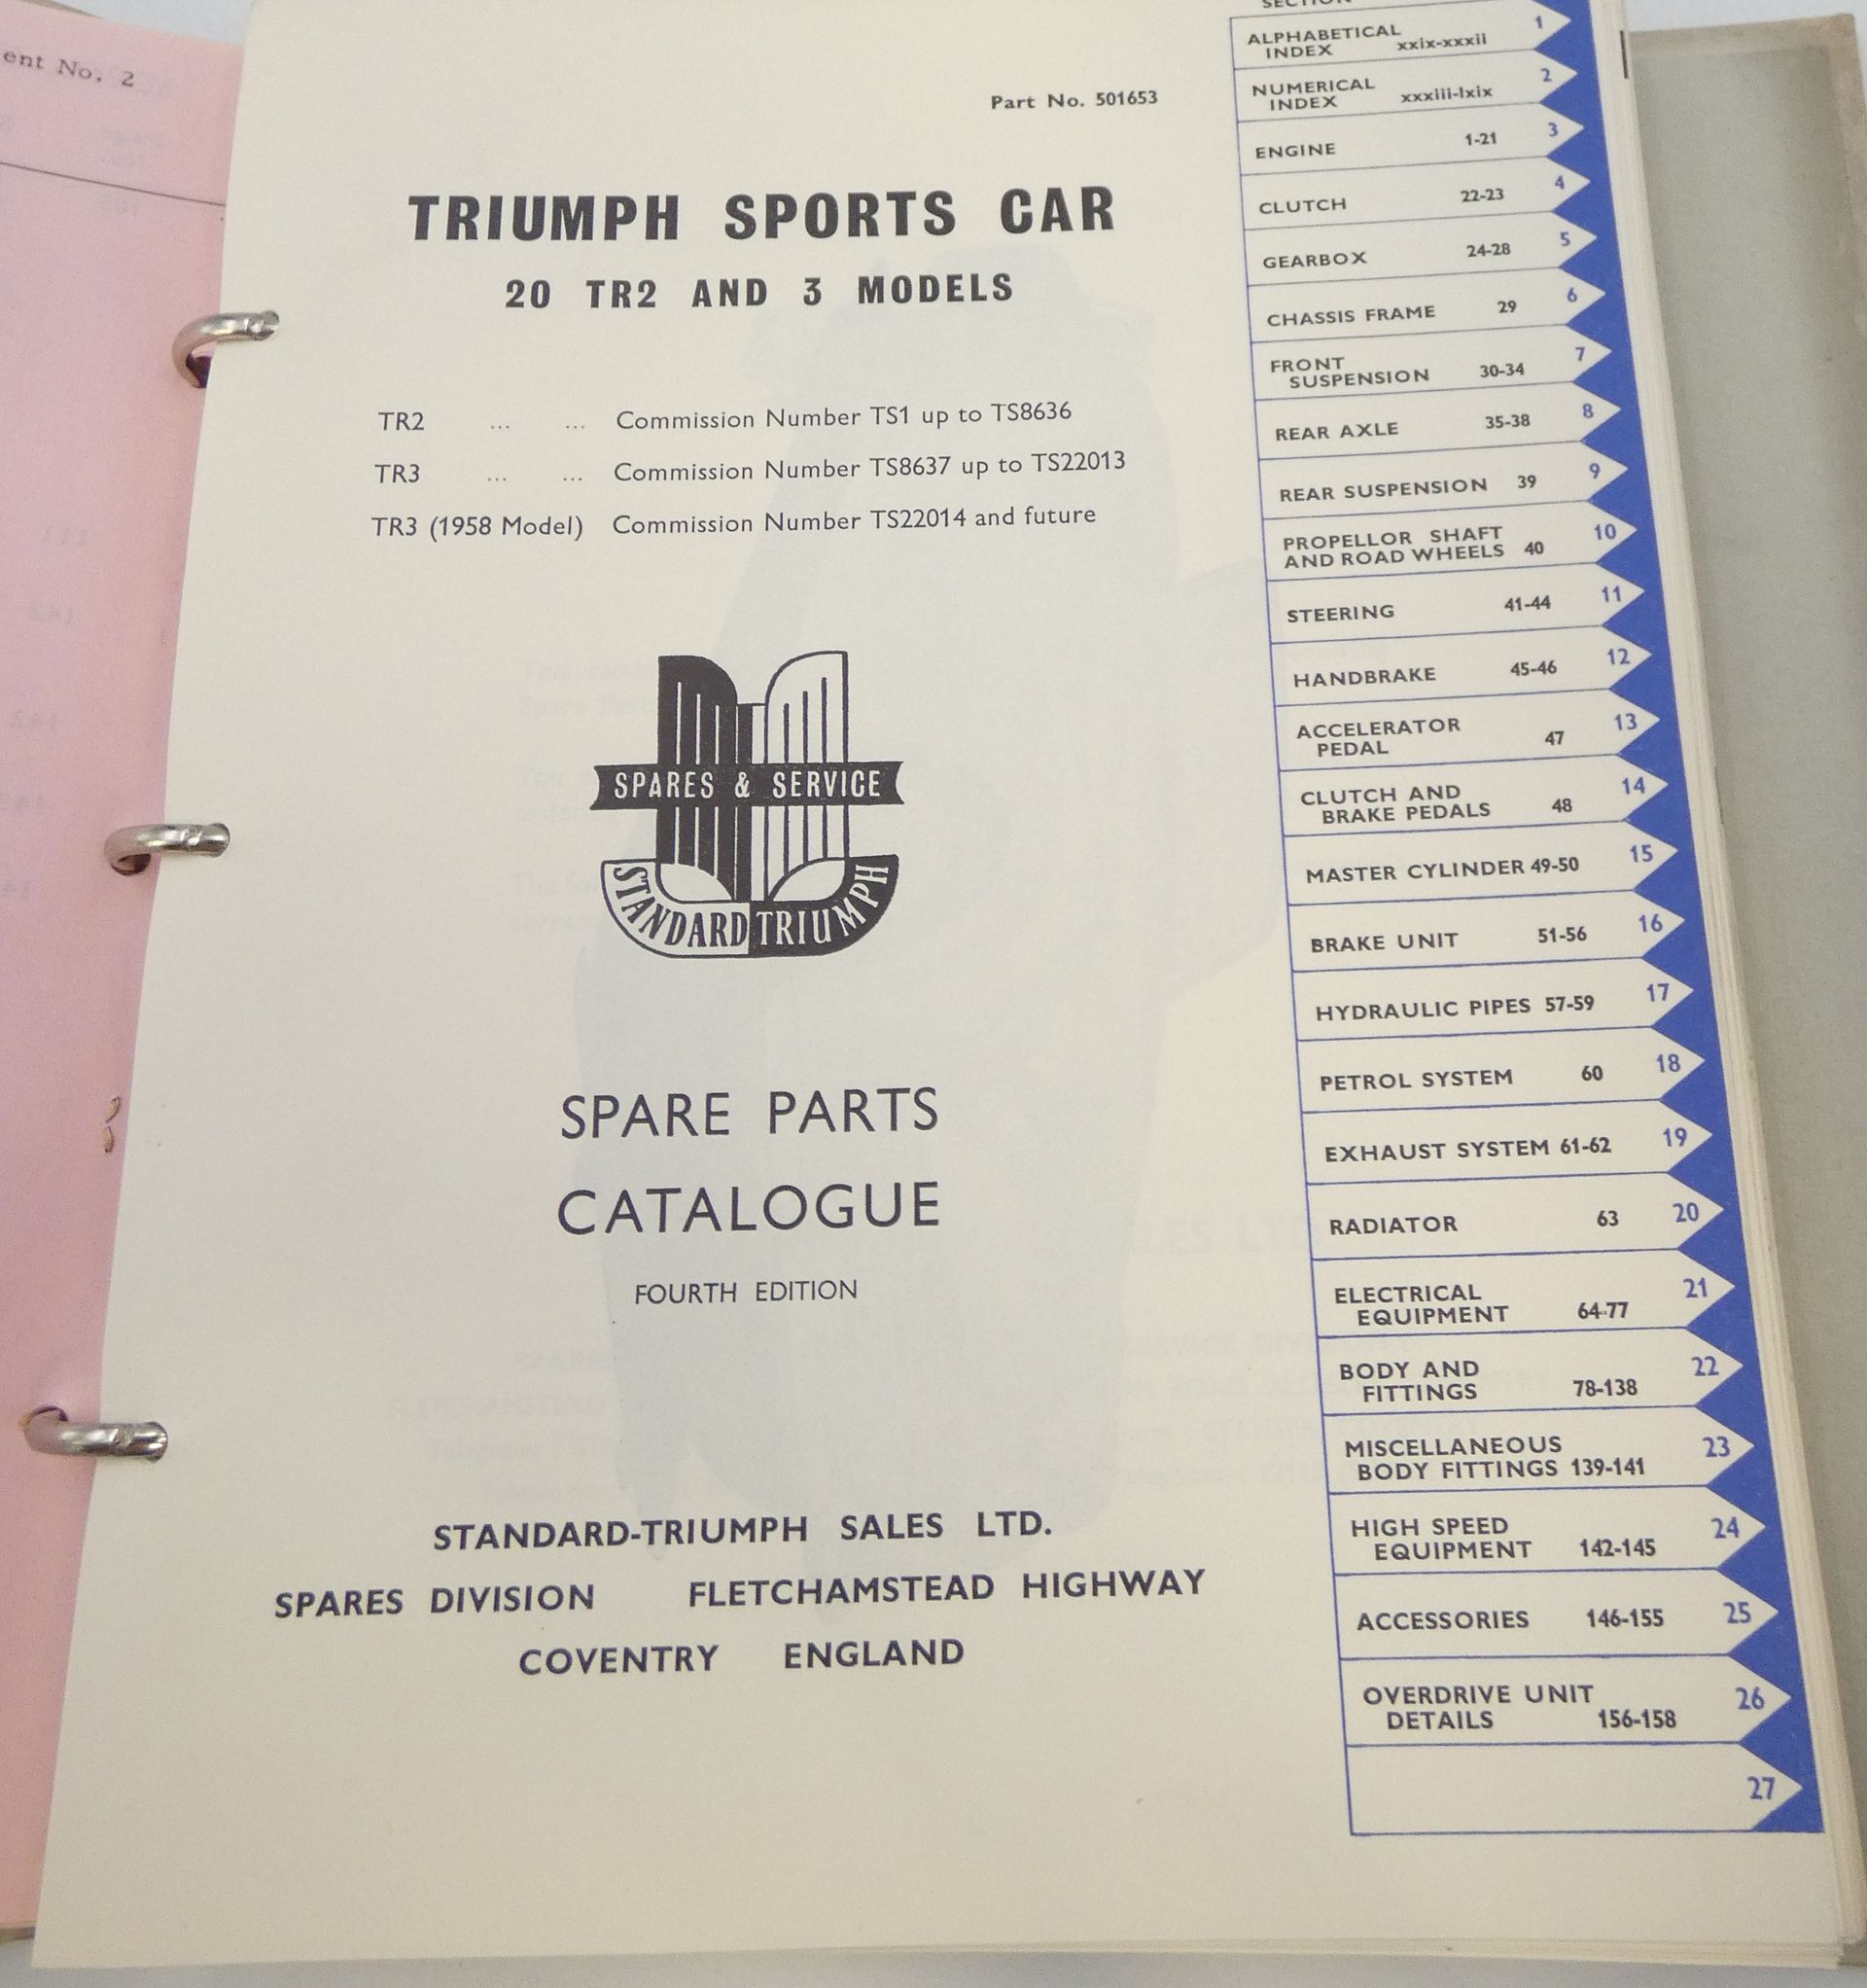 ent No. 2
Part No. 501653
TRIUMPH SPORTS CAR
20 TR2 AND 3 MODELS
TR2 ... ... Commission Number TS1 up to TS8636
TR3 ... ... Commission Number TS8637 up to TS22013
TR3 (1958 Model) Commission Number TS22014 and future
SPARES & SERVICE
STANDARD TRIUMPH
SPARE PARTS
CATALOGUE
FOURTH EDITION
STANDARD-TRIUMPH SALES LTD.
SPARES DIVISION FLETCHAMSTEAD HIGHWAY
COVENTRY ENGLAND
SECTION
ALPHABETICAL 1
INDEX xxix-xxxii
NUMERICAL 2
INDEX xxxiii-lxix
ENGINE 1-21 3
CLUTCH 22-23 4
GEARBOX 24-28 5
CHASSIS FRAME 29 6
FRONT 7
SUSPENSION 30-34
REAR AXLE 35-38 8
REAR SUSPENSION 39 9
PROPELLOR SHAFT 10
AND ROAD WHEELS 40
STEERING 41-44 11
HANDBRAKE 45-46 12
ACCELERATOR 13
PEDAL 47
CLUTCH AND 14
BRAKE PEDALS 48
MASTER CYLINDER 49-50 15
BRAKE UNIT 51-56 16
HYDRAULIC PIPES 57-59 17
PETROL SYSTEM 60 18
EXHAUST SYSTEM 61-62 19
RADIATOR 63 20
ELECTRICAL 21
EQUIPMENT 64-77
BODY AND 22
FITTINGS 78-138
MISCELLANEOUS 23
BODY FITTINGS 139-141
HIGH SPEED 24
EQUIPMENT 142-145
ACCESSORIES 146-155 25
OVERDRIVE UNIT 26
DETAILS 156-158
27